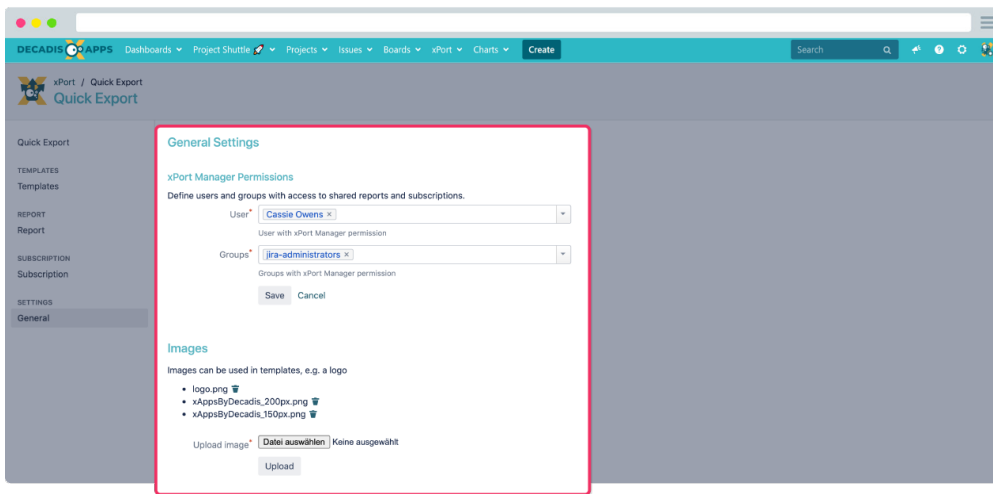 DECADIS APPS Dashboards Project Shuttle 🚀 Projects Issues Boards xPort Charts Create Search
xPort / Quick Export
Quick Export
Quick Export
TEMPLATES
Templates
REPORT
Report
SUBSCRIPTION
Subscription
SETTINGS
General
General Settings
xPort Manager Permissions
Define users and groups with access to shared reports and subscriptions.
User* Cassie Owens ×
User with xPort Manager permission
Groups* jira-administrators ×
Groups with xPort Manager permission
Save Cancel
Images
Images can be used in templates, e.g. a logo
• logo.png
• xAppsByDecadis_200px.png
• xAppsByDecadis_150px.png
Upload image* Datei auswählen Keine ausgewählt
Upload